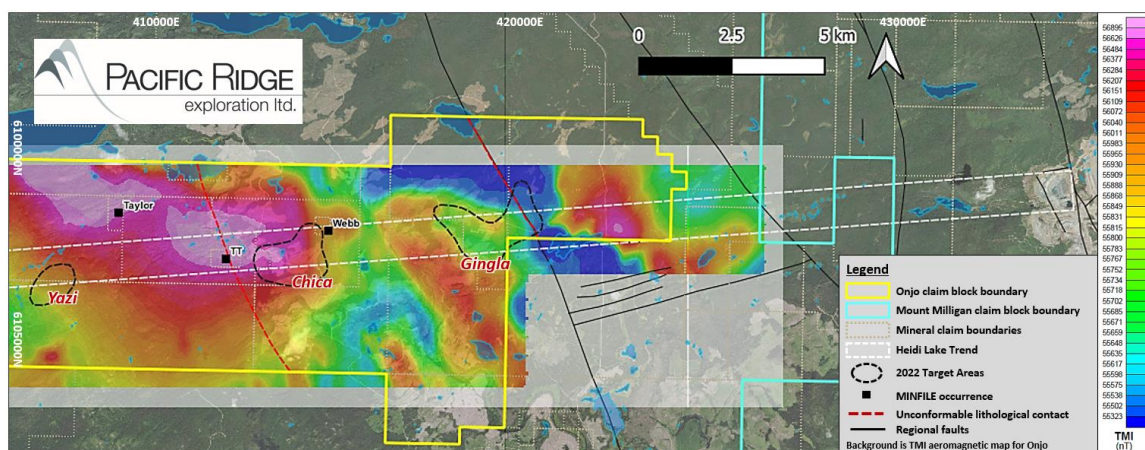 410000E
420000E
430000E
PACIFIC RIDGE
exploration ltd.
0 2.5 5 km
6100000N
6105000N
Taylor
TT
Webb
Yazi
Chica
Gingla
Legend
Onjo claim block boundary
Mount Milligan claim block boundary
Mineral claim boundaries
Heidi Lake Trend
2022 Target Areas
MINFILE occurrence
Unconformable lithological contact
Regional faults
Background is TMI aeromagnetic map for Onjo
56895
56626
56477
56384
56284
56207
56151
56109
56072
56040
56011
55983
55955
55930
55909
55888
55868
55849
55831
55815
55800
55783
55767
55752
55734
55718
55702
55685
55671
55659
55635
55617
55598
55575
55538
55502
55323
TMI
(nT)